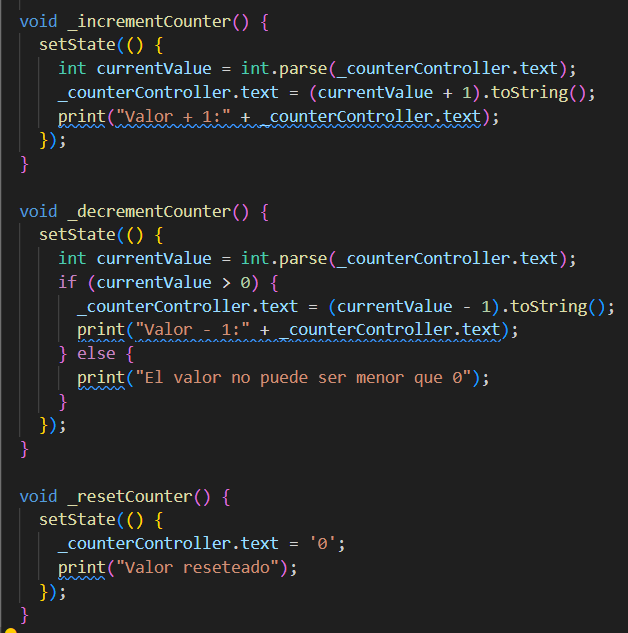 void _incrementCounter() {
  setState(() {
    int currentValue = int.parse(_counterController.text);
    _counterController.text = (currentValue + 1).toString();
    print("Valor + 1:" + _counterController.text);
  });
}

void _decrementCounter() {
  setState(() {
    int currentValue = int.parse(_counterController.text);
    if (currentValue > 0) {
      _counterController.text = (currentValue - 1).toString();
      print("Valor - 1:" + _counterController.text);
    } else {
      print("El valor no puede ser menor que 0");
    }
  });
}

void _resetCounter() {
  setState(() {
    _counterController.text = '0';
    print("Valor reseteado");
  });
}